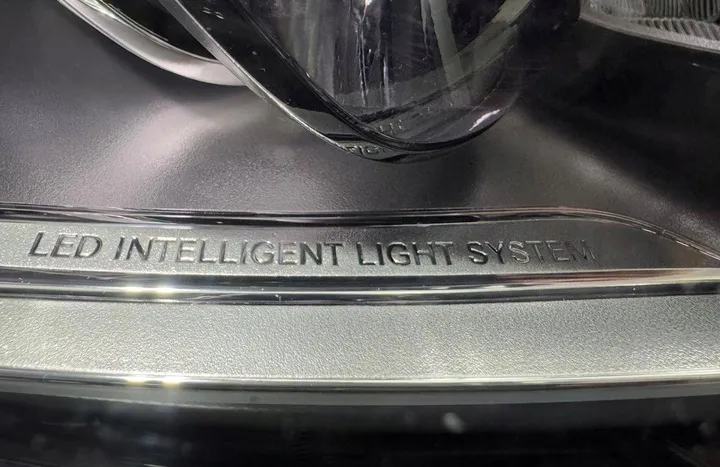 LED INTELLIGENT LIGHT SYSTEM